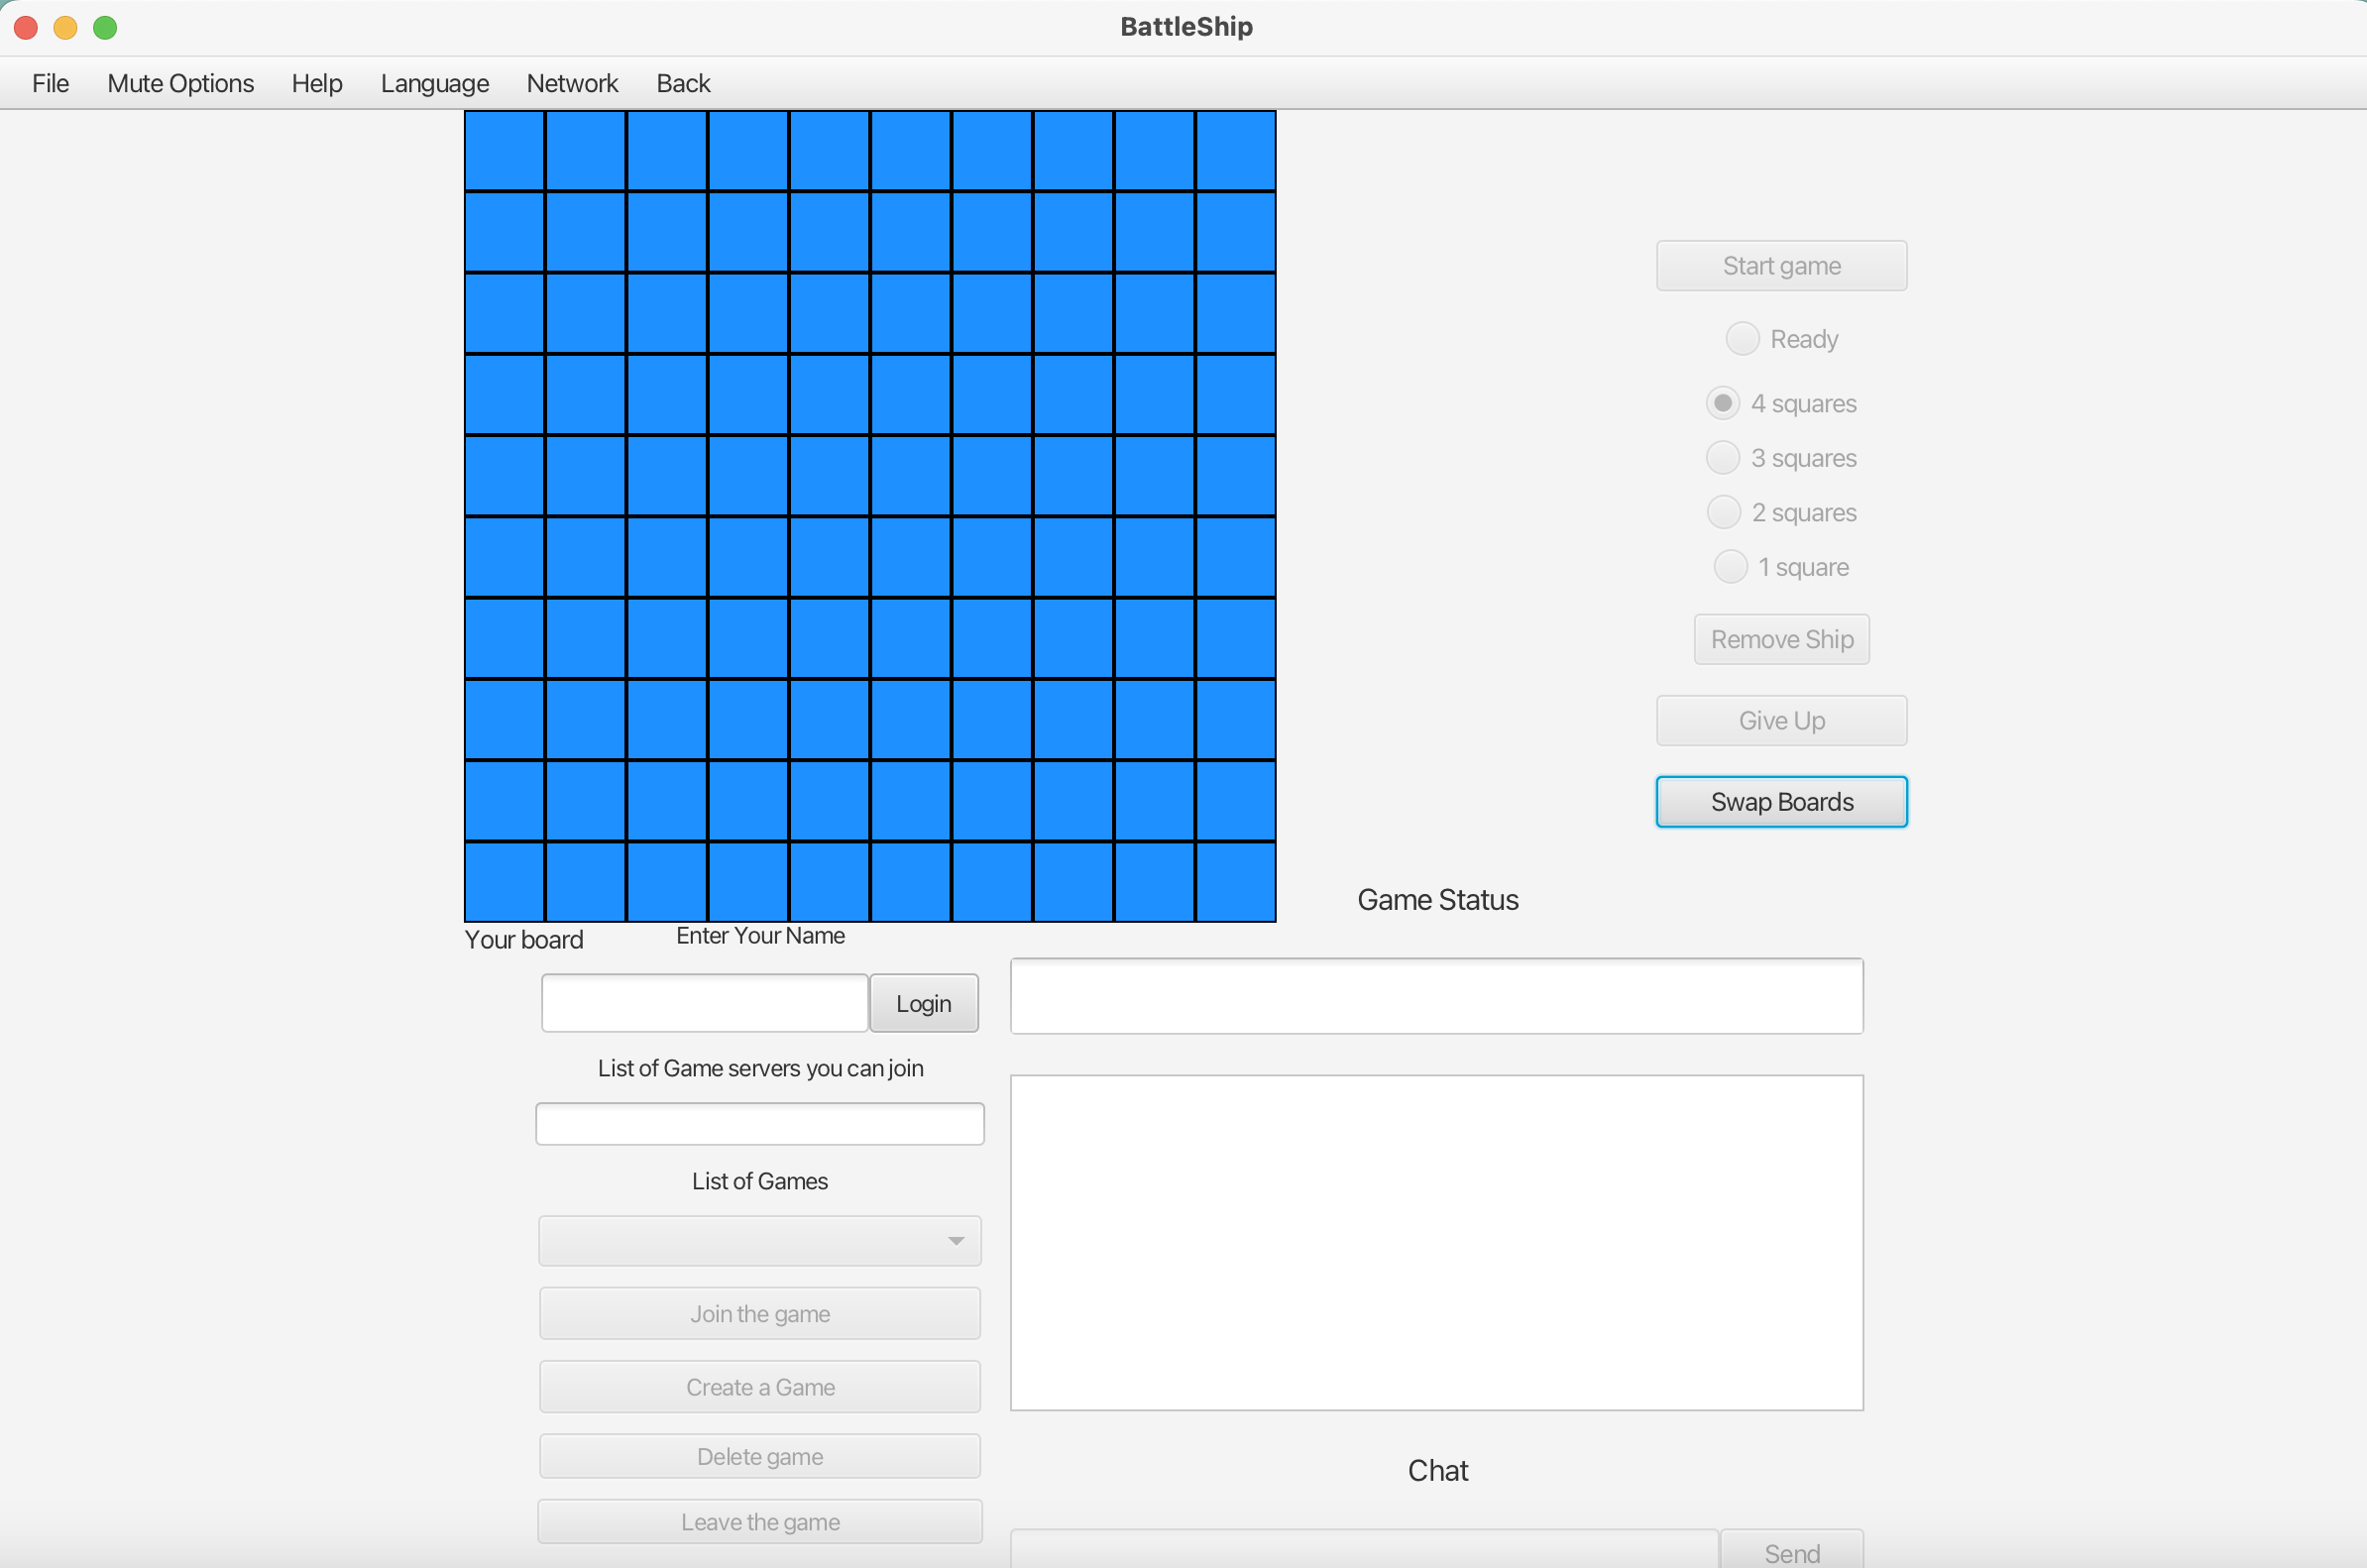 BattleShip
File Mute Options Help Language Network Back
Start game
Ready
4 squares
3 squares
2 squares
1 square
Remove Ship
Give Up
Swap Boards
Game Status
Your board
Enter Your Name
Login
List of Game servers you can join
List of Games
Join the game
Create a Game
Delete game
Leave the game
Chat
Send